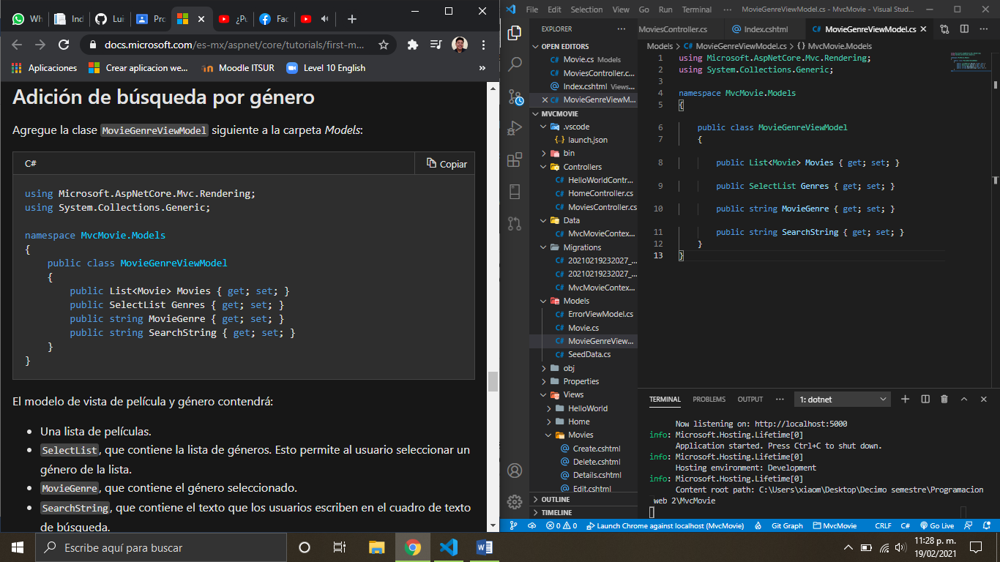 Wh
Ind
Lui
Pro
¿Pu
Fac
docs.microsoft.com/es-mx/aspnet/core/tutorials/first-m...
Aplicaciones
Crear aplicacion we...
Moodle ITSUR
Level 10 English
»
Adición de búsqueda por género
Agregue la clase MovieGenreViewModel siguiente a la carpeta Models:
C#
Copiar
using Microsoft.AspNetCore.Mvc.Rendering;
using System.Collections.Generic;
namespace MvcMovie.Models
{
public class MovieGenreViewModel
{
public List<Movie> Movies { get; set; }
public SelectList Genres { get; set; }
public string MovieGenre { get; set; }
public string SearchString { get; set; }
}
}
El modelo de vista de película y género contendrá:
• Una lista de películas.
• SelectList, que contiene la lista de géneros. Esto permite al usuario seleccionar un
género de la lista.
• MovieGenre, que contiene el género seleccionado.
• SearchString, que contiene el texto que los usuarios escriben en el cuadro de texto
de búsqueda.
File Edit Selection View Go Run Terminal ··· MovieGenreViewModel.cs - MvcMovie - Visual Stud...
EXPLORER ···
OPEN EDITORS
C# Movie.cs Models
C# MoviesController.c...
@ Index.cshtml Views...
C# MovieGenreViewM...
MVCMOVIE
.vscode
launch.json
bin
Controllers
C# HelloWorldContr...
C# HomeController.cs
C# MoviesController.cs
Data
C# MvcMovieContex...
Migrations
C# 20210219232027_...
C# 20210219232027_...
C# MvcMovieContex...
Models
C# ErrorViewModel.cs
C# Movie.cs
C# MovieGenreView...
C# SeedData.cs
obj
Properties
Views
HelloWorld
Home
Movies
@ Create.cshtml
@ Delete.cshtml
@ Details.cshtml
@ Edit.cshtml
OUTLINE
TIMELINE
MoviesController.cs
@ Index.cshtml
C# MovieGenreViewModel.cs
Models > C# MovieGenreViewModel.cs > {} MvcMovie.Models
1 using Microsoft.AspNetCore.Mvc.Rendering;
2 using System.Collections.Generic;
3
4 namespace MvcMovie.Models
5 {
6 public class MovieGenreViewModel
7 {
8 public List<Movie> Movies { get; set; }
9 public SelectList Genres { get; set; }
10 public string MovieGenre { get; set; }
11 public string SearchString { get; set; }
12 }
13 }
TERMINAL PROBLEMS OUTPUT ··· 1: dotnet
Now listening on: http://localhost:5000
info: Microsoft.Hosting.Lifetime[0]
Application started. Press Ctrl+C to shut down.
info: Microsoft.Hosting.Lifetime[0]
Hosting environment: Development
info: Microsoft.Hosting.Lifetime[0]
Content root path: C:\Users\xiaom\Desktop\Decimo semestre\Programacion
web 2\MvcMovie
0 0 Launch Chrome against localhost (MvcMovie) Git Graph MvcMovie CRLF C# Go Live
Escribe aquí para buscar
11:28 p. m.
19/02/2021